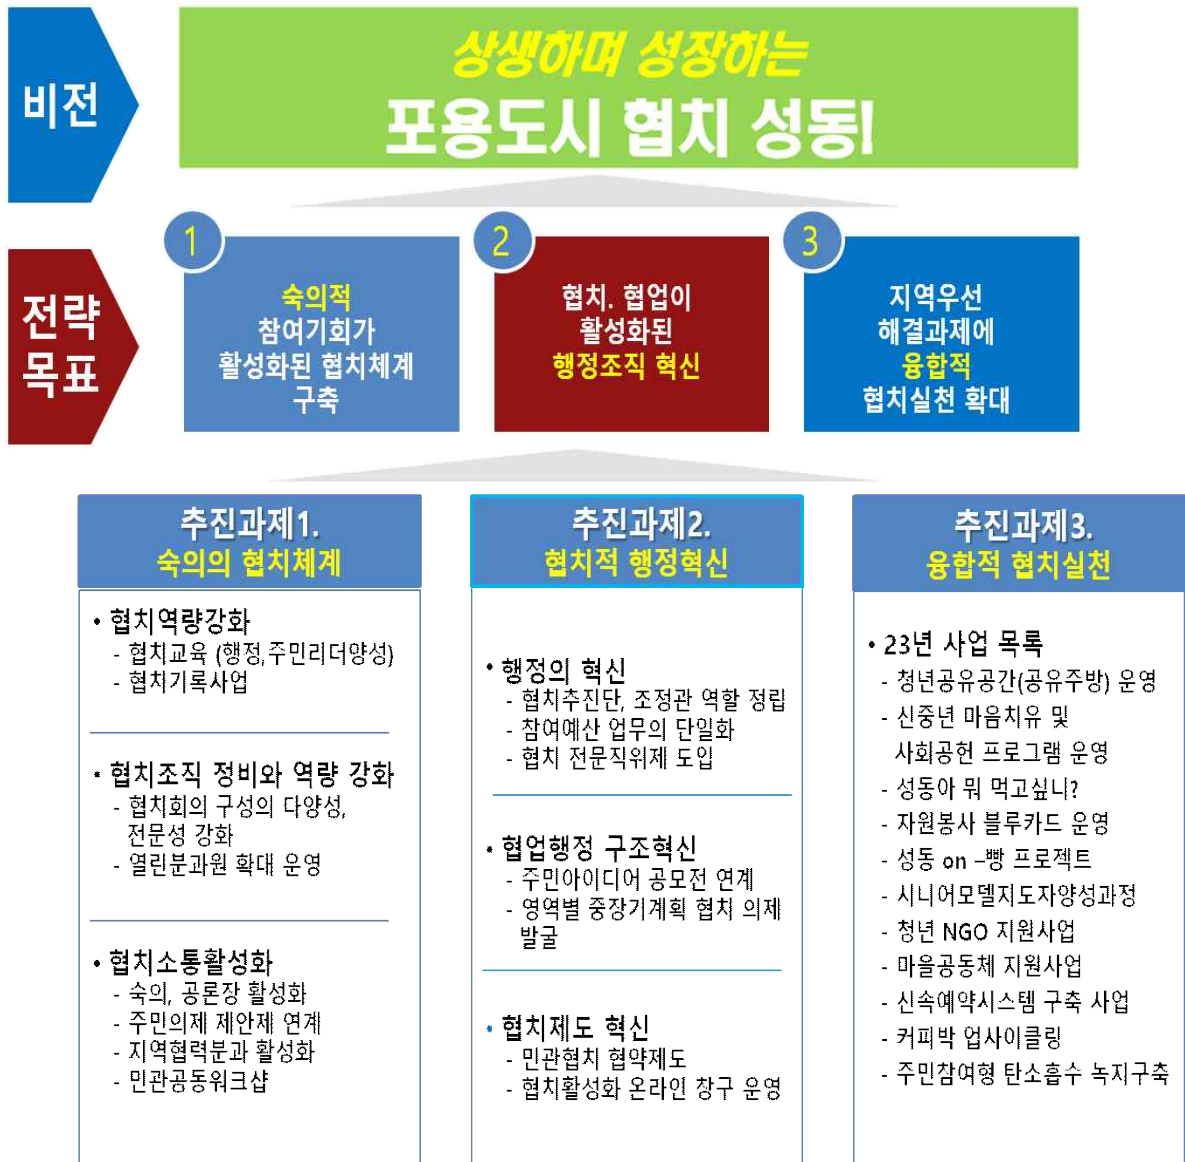 비전
상생하며 성장하는
포용도시 협치 성동!
전략
목표
1
숙의적
참여기회가
활성화된 협치체계
구축
2
협치. 협업이
활성화된
행정조직 혁신
3
지역우선
해결과제에
융합적
협치실천 확대
추진과제1.
숙의의 협치체계
• 협치역량강화
- 협치교육 (행정,주민리더양성)
- 협치기록사업
• 협치조직 정비와 역량 강화
- 협치회의 구성의 다양성,
전문성 강화
- 열린분과원 확대 운영
• 협치소통활성화
- 숙의, 공론장 활성화
- 주민의제 제안제 연계
- 지역협력분과 활성화
- 민관공동워크샵
추진과제2.
협치적 행정혁신
• 행정의 혁신
- 협치추진단, 조정관 역할 정립
- 참여예산 업무의 단일화
- 협치 전문직위제 도입
• 협업행정 구조혁신
- 주민아이디어 공모전 연계
- 영역별 중장기계획 협치 의제
발굴
• 협치제도 혁신
- 민관협치 협약제도
- 협치활성화 온라인 창구 운영
추진과제3.
융합적 협치실천
• 23년 사업 목록
- 청년공유공간(공유주방) 운영
- 신중년 마음치유 및
사회공헌 프로그램 운영
- 성동아 뭐 먹고싶니?
- 자원봉사 블루카드 운영
- 성동 on –빵 프로젝트
- 시니어모델지도자양성과정
- 청년 NGO 지원사업
- 마을공동체 지원사업
- 신속예약시스템 구축 사업
- 커피박 업사이클링
- 주민참여형 탄소흡수 녹지구축